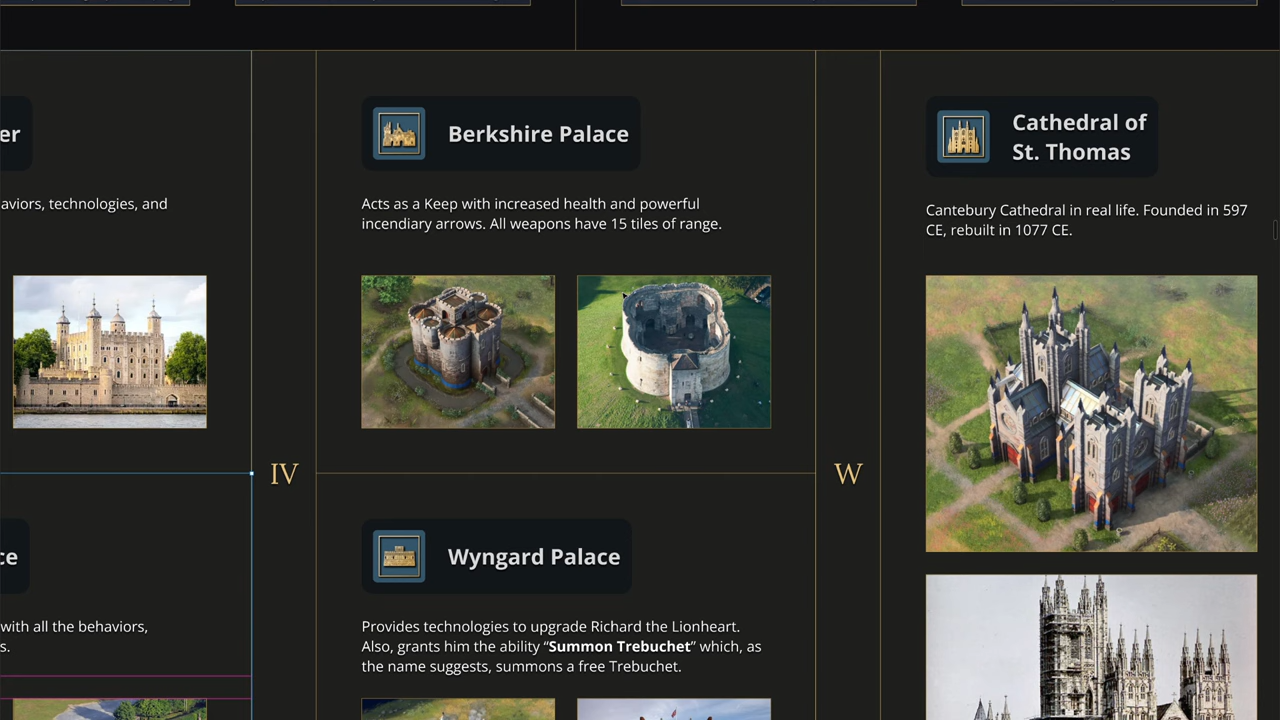 er
aviors, technologies, and
ce
with all the behaviors,
s.
IV
Berkshire Palace
Acts as a Keep with increased health and powerful
incendiary arrows. All weapons have 15 tiles of range.
Wyngard Palace
Provides technologies to upgrade Richard the Lionheart.
Also, grants him the ability “Summon Trebuchet” which, as
the name suggests, summons a free Trebuchet.
W
Cathedral of
St. Thomas
Cantebury Cathedral in real life. Founded in 597
CE, rebuilt in 1077 CE.